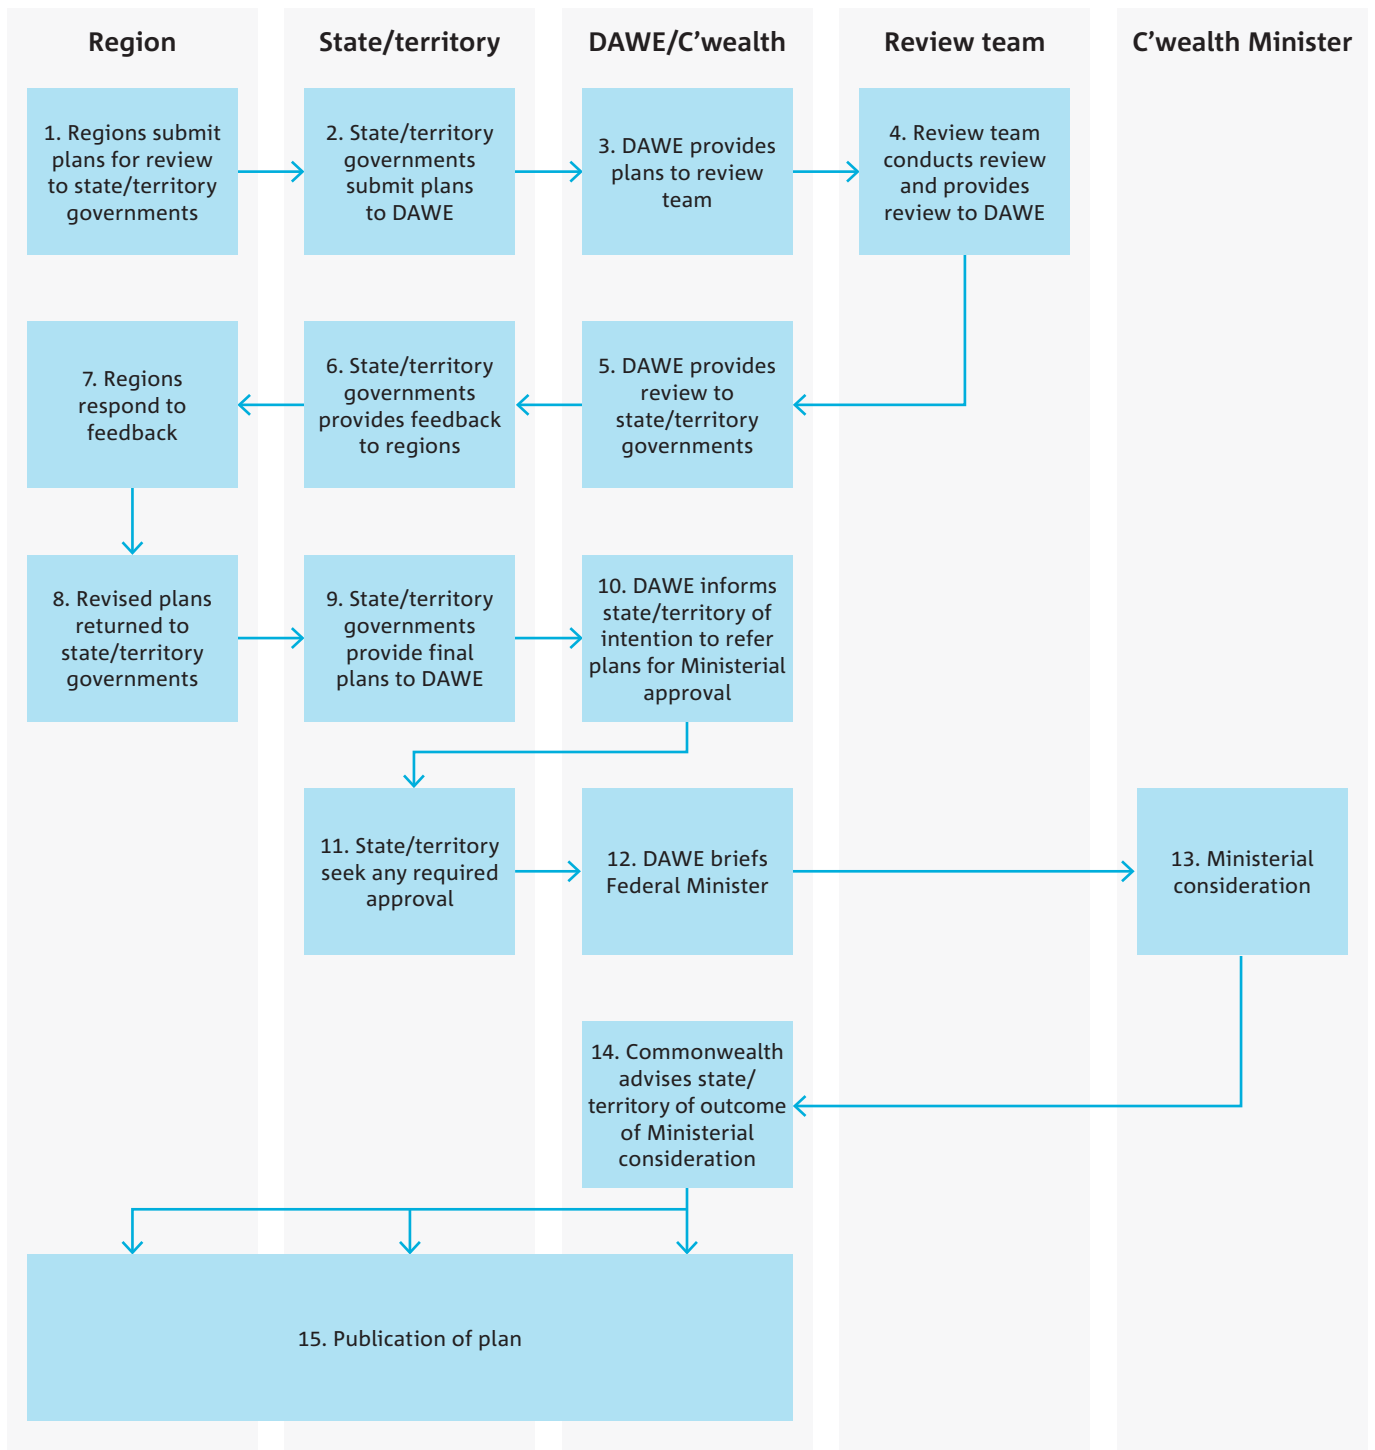 Region
State/territory
DAWE/C'wealth
Review team
C'wealth Minister
1. Regions submit
plans for review
to state/territory
governments
2. State/territory
governments
submit plans
to DAWE
3. DAWE provides
plans to review
team
4. Review team
conducts review
and provides
review to DAWE
5. DAWE provides
review to
state/territory
governments
6. State/territory
governments
provides feedback
to regions
7. Regions
respond to
feedback
8. Revised plans
returned to
state/territory
governments
9. State/territory
governments
provide final
plans to DAWE
10. DAWE informs
state/territory of
intention to refer
plans for Ministerial
approval
11. State/territory
seek any required
approval
12. DAWE briefs
Federal Minister
13. Ministerial
consideration
14. Commonwealth
advises state/
territory of outcome
of Ministerial
consideration
15. Publication of plan